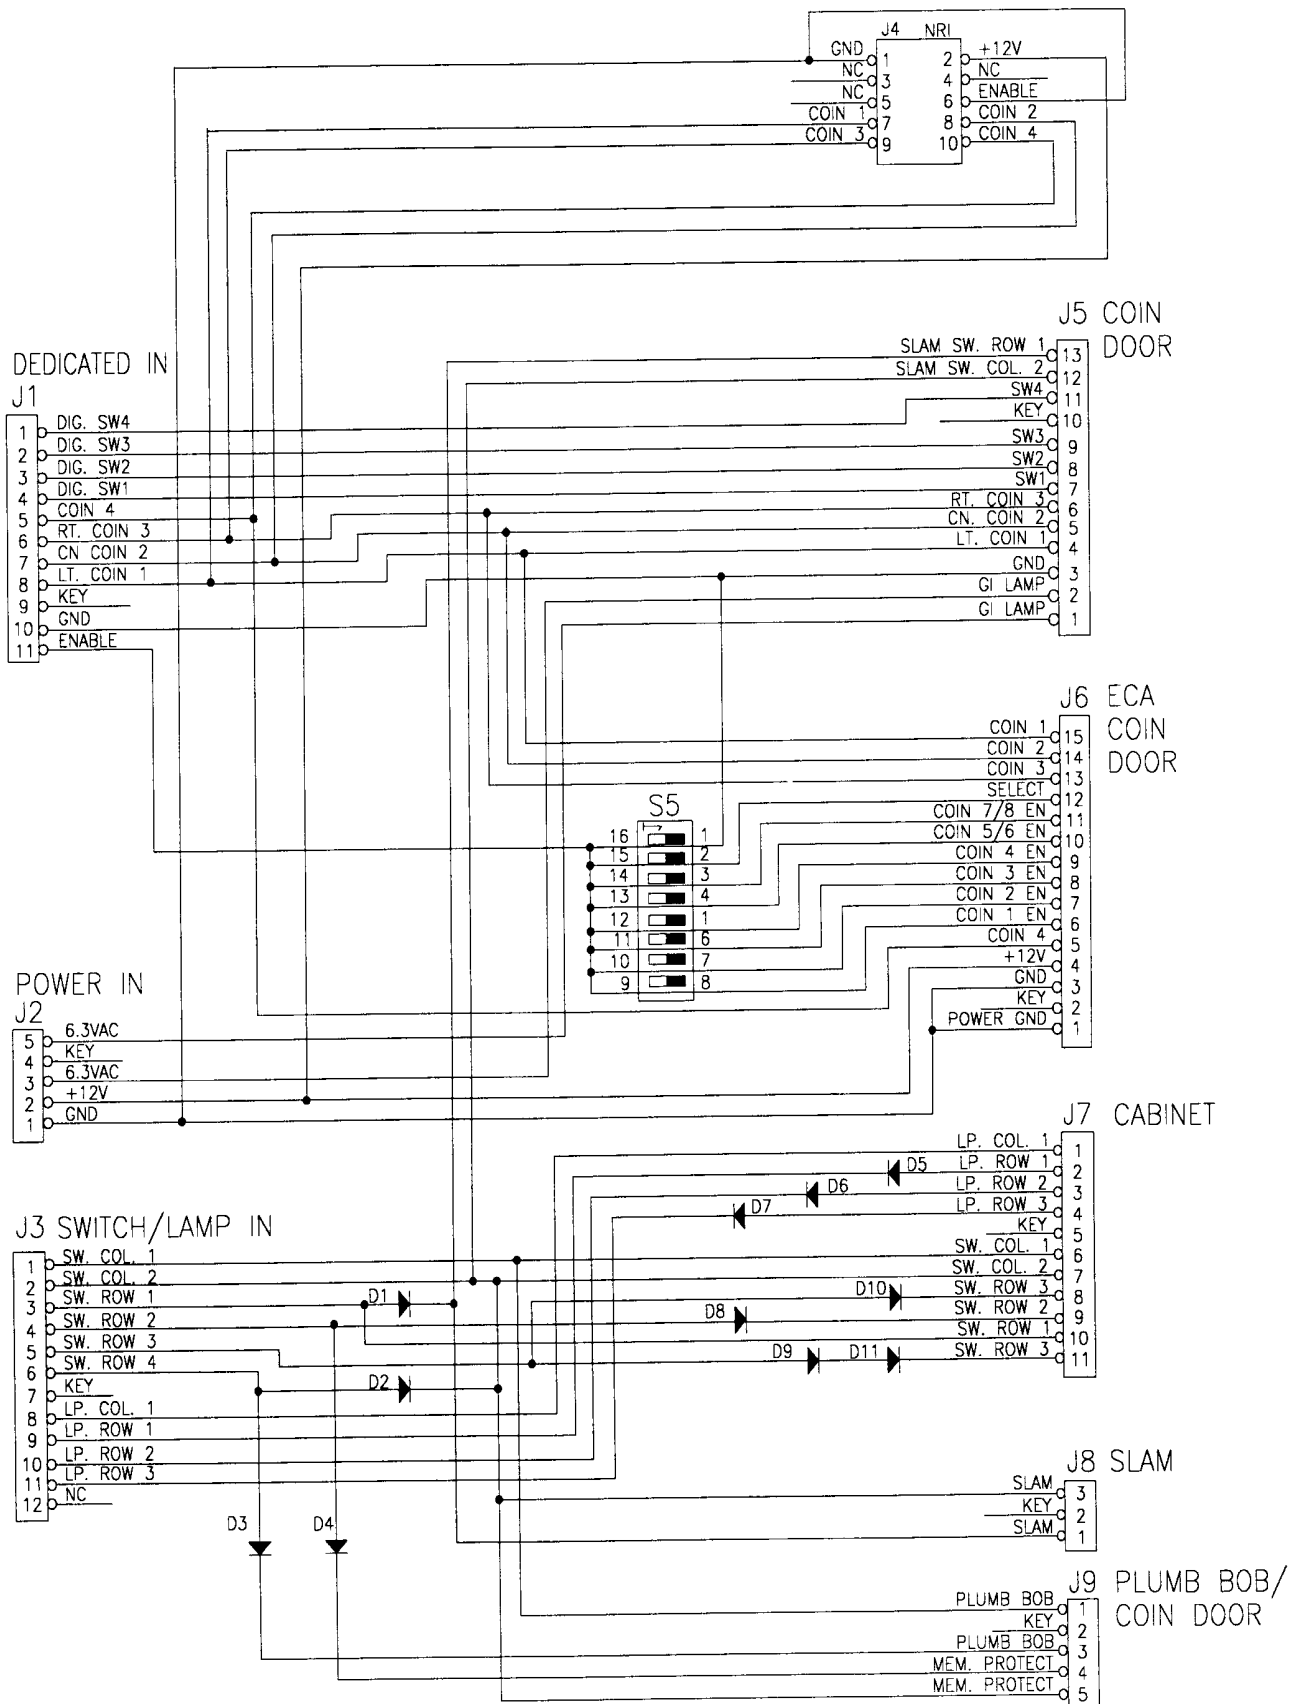 J4 NRI
GND 1 2 +12V
NC 3 4 NC
NC 5 6 ENABLE
COIN 1 7 8 COIN 2
COIN 3 9 10 COIN 4
J5 COIN
DOOR
SLAM SW. ROW 1 13
SLAM SW. COL. 2 12
SW4 11
KEY 10
SW3 9
SW2 8
SW1 7
RT. COIN 3 6
CN. COIN 2 5
LT. COIN 1 4
GND 3
GI LAMP 2
GI LAMP 1
DEDICATED IN
J1
1 DIG. SW4
2 DIG. SW3
3 DIG. SW2
4 DIG. SW1
5 COIN 4
6 RT. COIN 3
7 CN COIN 2
8 LT. COIN 1
9 KEY
10 GND
11 ENABLE
J6 ECA
COIN
DOOR
COIN 1 15
COIN 2 14
COIN 3 13
SELECT 12
COIN 7/8 EN 11
COIN 5/6 EN 10
COIN 4 EN 9
COIN 3 EN 8
COIN 2 EN 7
COIN 1 EN 6
COIN 4 5
+12V 4
GND 3
KEY 2
POWER GND 1
S5
16 1
15 2
14 3
13 4
12 1
11 6
10 7
9 8
POWER IN
J2
5 6.3VAC
4 KEY
3 6.3VAC
2 +12V
1 GND
J7 CABINET
LP. COL. 1 1
D5 LP. ROW 1 2
D6 LP. ROW 2 3
D7 LP. ROW 3 4
KEY 5
SW. COL. 1 6
SW. COL. 2 7
D10 SW. ROW 3 8
D8 SW. ROW 2 9
SW. ROW 1 10
D9 D11 SW. ROW 3 11
J3 SWITCH/LAMP IN
1 SW. COL. 1
2 SW. COL. 2
3 SW. ROW 1 D1
4 SW. ROW 2
5 SW. ROW 3
6 SW. ROW 4 D2
7 KEY
8 LP. COL. 1
9 LP. ROW 1
10 LP. ROW 2
11 LP. ROW 3
12 NC
D3 D4
J8 SLAM
SLAM 3
KEY 2
SLAM 1
J9 PLUMB BOB/
COIN DOOR
PLUMB BOB 1
KEY 2
PLUMB BOB 3
MEM. PROTECT 4
MEM. PROTECT 5